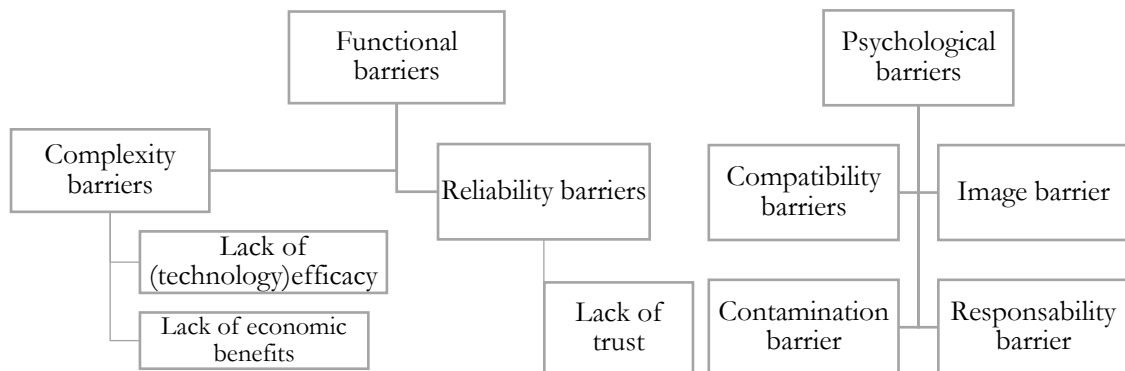 Functional
barriers
Psychological
barriers
Complexity
barriers
Reliability barriers
Compatibility
barriers
Image barrier
Lack of
(technology)efficacy
Lack of economic
benefits
Lack of
trust
Contamination
barrier
Responsability
barrier